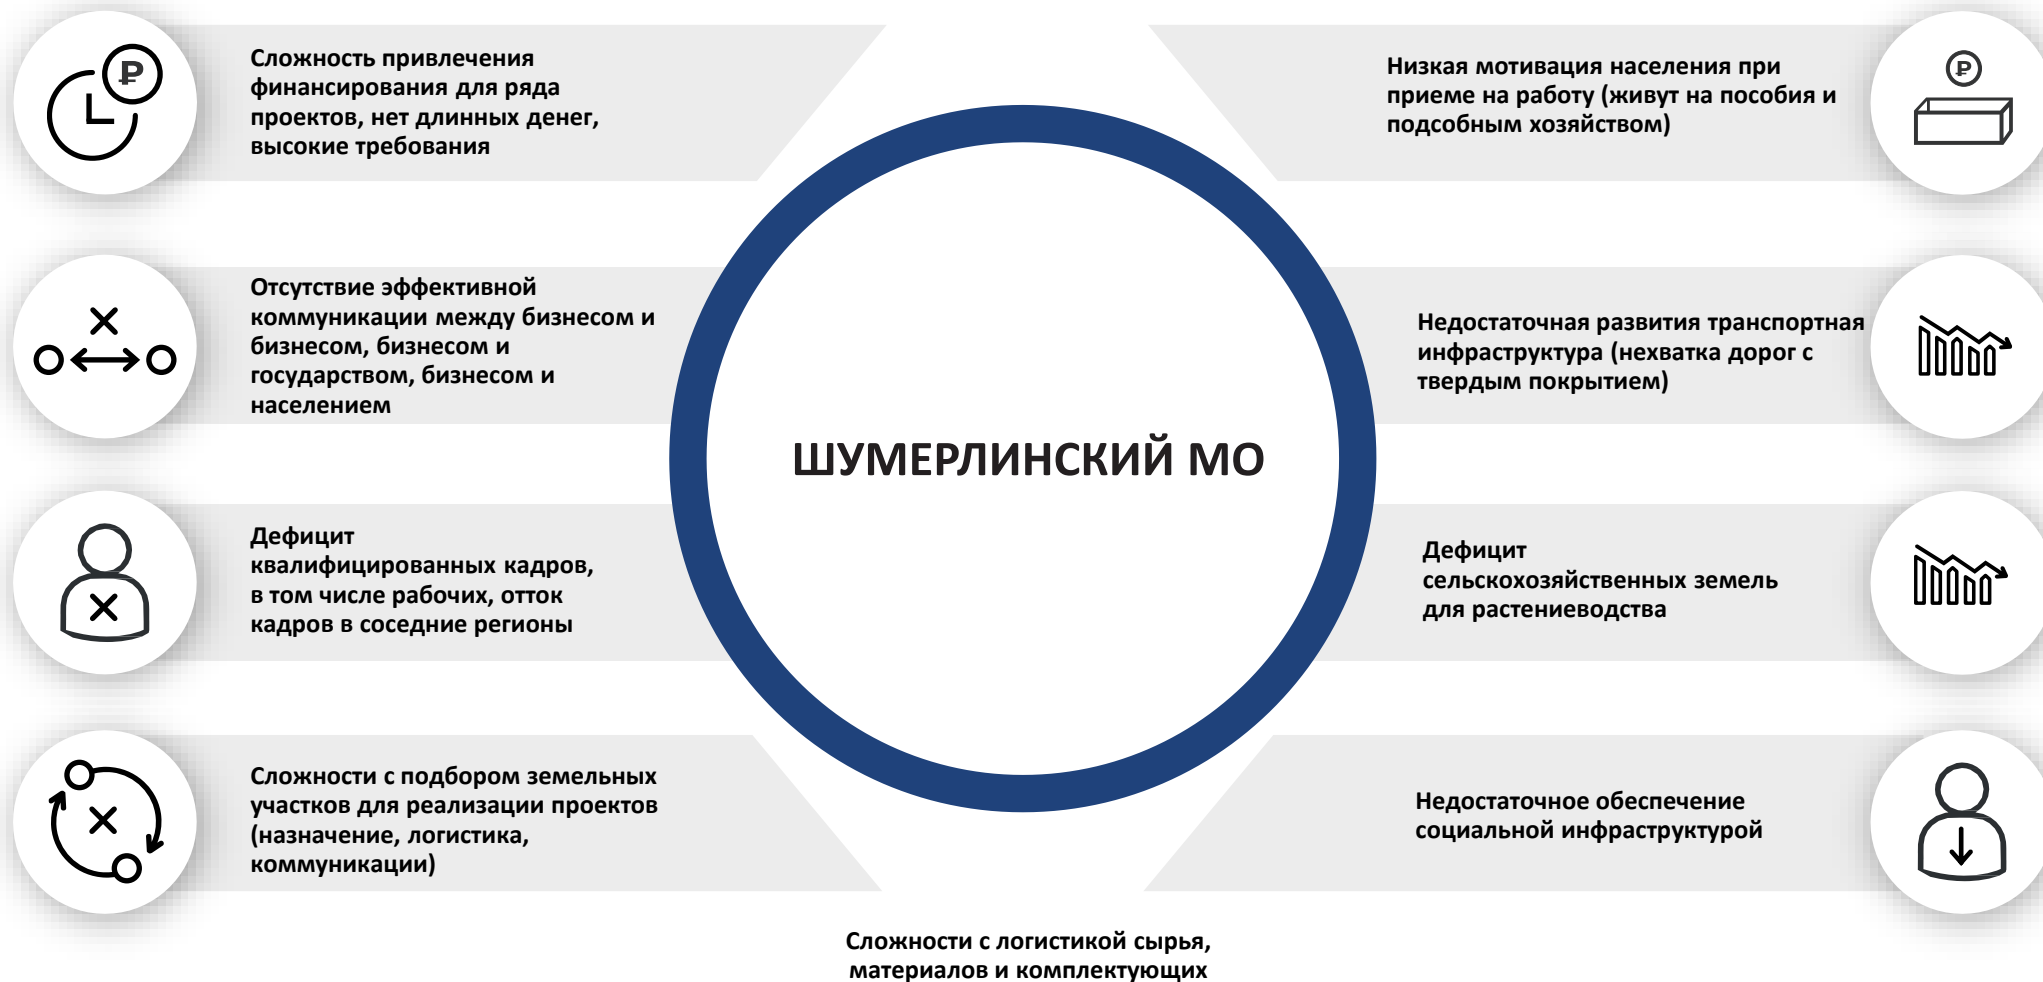 Сложность привлечения
финансирования для ряда
проектов, нет длинных денег,
высокие требования
Отсутствие эффективной
коммуникации между бизнесом и
бизнесом, бизнесом и
государством, бизнесом и
населением
Дефицит
квалифицированных кадров,
в том числе рабочих, отток
кадров в соседние регионы
Сложности с подбором земельных
участков для реализации проектов
(назначение, логистика,
коммуникации)
ШУМЕРЛИНСКИЙ МО
Низкая мотивация населения при
приеме на работу (живут на пособия и
подсобным хозяйством)
Недостаточная развития транспортная
инфраструктура (нехватка дорог с
твердым покрытием)
Дефицит
сельскохозяйственных земель
для растениеводства
Недостаточное обеспечение
социальной инфраструктурой
Сложности с логистикой сырья,
материалов и комплектующих